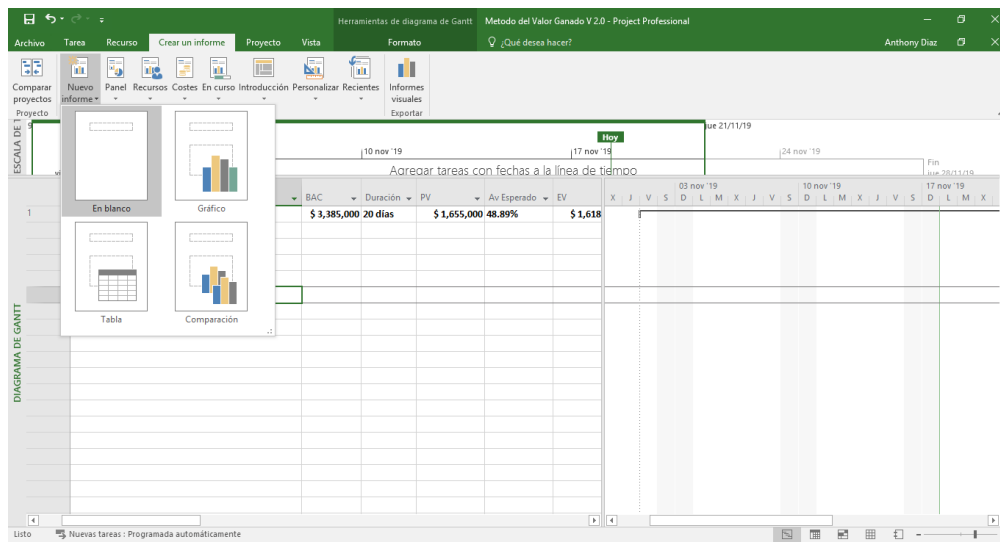 Herramientas de diagrama de Gantt Metodo del Valor Ganado V 2.0 - Project Professional
Archivo Tarea Recurso Crear un informe Proyecto Vista Formato ¿Qué desea hacer? Anthony Diaz
Comparar proyectos Nuevo informe Panel Recursos Costes En curso Introducción Personalizar Recientes Informes visuales
Proyecto Exportar
jue 21/11/19
Hoy
10 nov '19 17 nov '19 24 nov '19
Fin
jue 28/11/19
Agregar tareas con fechas a la línea de tiempo
ESCALA DE T
En blanco Gráfico
Tabla Comparación
BAC Duración PV Av Esperado EV
1 $ 3,385,000 20 días $ 1,655,000 48.89% $ 1,618
03 nov '19 10 nov '19 17 nov '19
X J V S D L M X J V S D L M X J V S D L M X
DIAGRAMA DE GANTT
Listo Nuevas tareas : Programada automáticamente